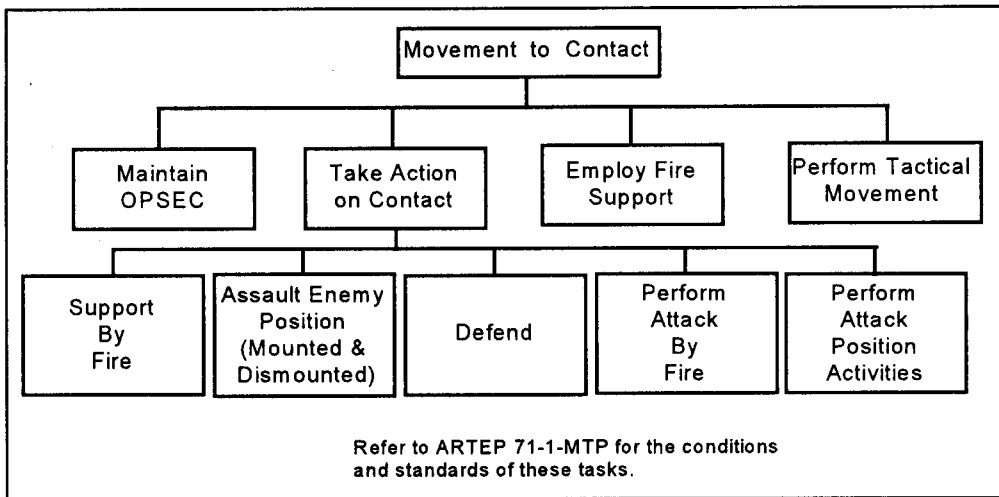 Movement to Contact
Maintain
OPSEC
Take Action
on Contact
Employ Fire
Support
Perform Tactical
Movement
Support
By
Fire
Assault Enemy
Position
(Mounted &
Dismounted)
Defend
Perform
Attack
By
Fire
Perform
Attack
Position
Activities
Refer to ARTEP 71-1-MTP for the conditions
and standards of these tasks.